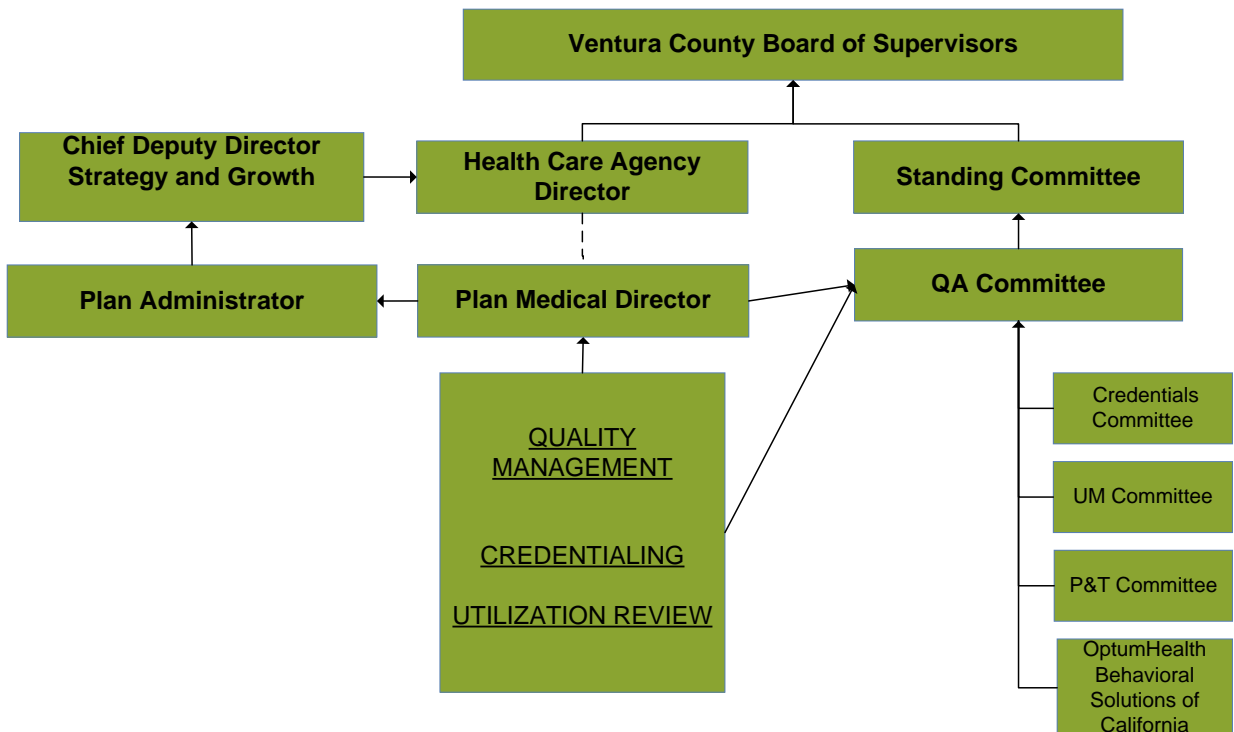 Ventura County Board of Supervisors
Chief Deputy Director
Strategy and Growth
Health Care Agency
Director
Standing Committee
Plan Administrator
Plan Medical Director
QA Committee
QUALITY
MANAGEMENT
CREDENTIALING
UTILIZATION REVIEW
Credentials
Committee
UM Committee
P&T Committee
OptumHealth
Behavioral
Solutions of
California